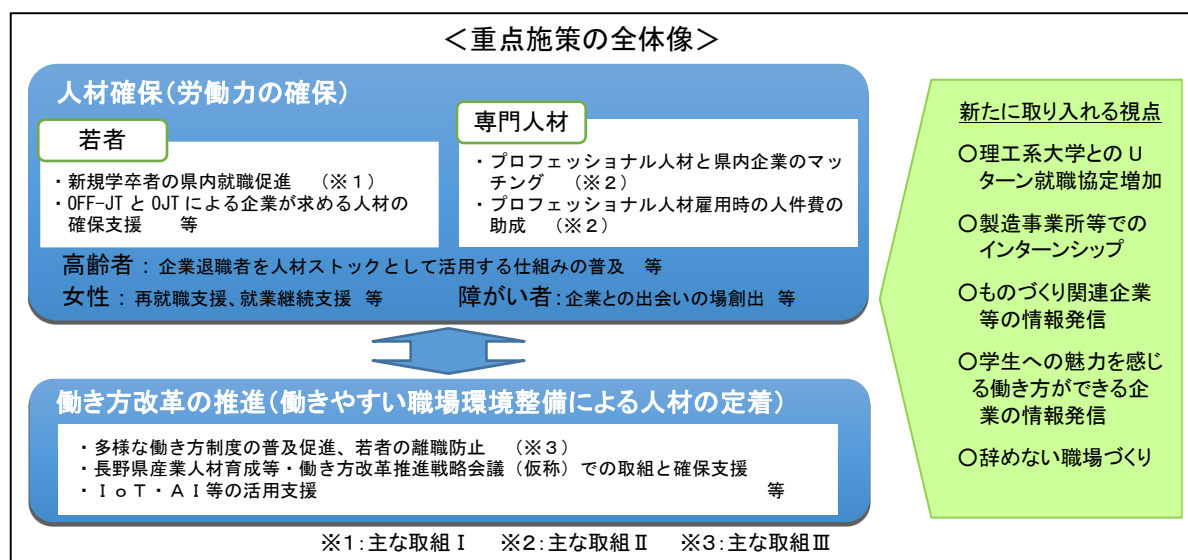 ＜重点施策の全体像＞
人材確保（労働力の確保）
若者
・新規学卒者の県内就職促進　（※１）
・OFF-JT と OJT による企業が求める人材の
確保支援　等
専門人材
・プロフェッショナル人材と県内企業のマッ
チング　（※２）
・プロフェッショナル人材雇用時の人件費の
助成　（※２）
高齢者：企業退職者を人材ストックとして活用する仕組みの普及　等
女性：再就職支援、就業継続支援　等　　障がい者：企業との出会いの場創出　等
働き方改革の推進（働きやすい職場環境整備による人材の定着）
・多様な働き方制度の普及促進、若者の離職防止　（※３）
・長野県産業人材育成等・働き方改革推進戦略会議（仮称）での取組と確保支援
・ＩｏＴ・ＡＩ等の活用支援　　等
※１：主な取組Ⅰ　※２：主な取組Ⅱ　※３：主な取組Ⅲ
新たに取り入れる視点
○理工系大学との U
ターン就職協定増加
○製造事業所等での
インターンシップ
○ものづくり関連企業
等の情報発信
○学生への魅力を感じ
る働き方ができる企
業の情報発信
○辞めない職場づくり